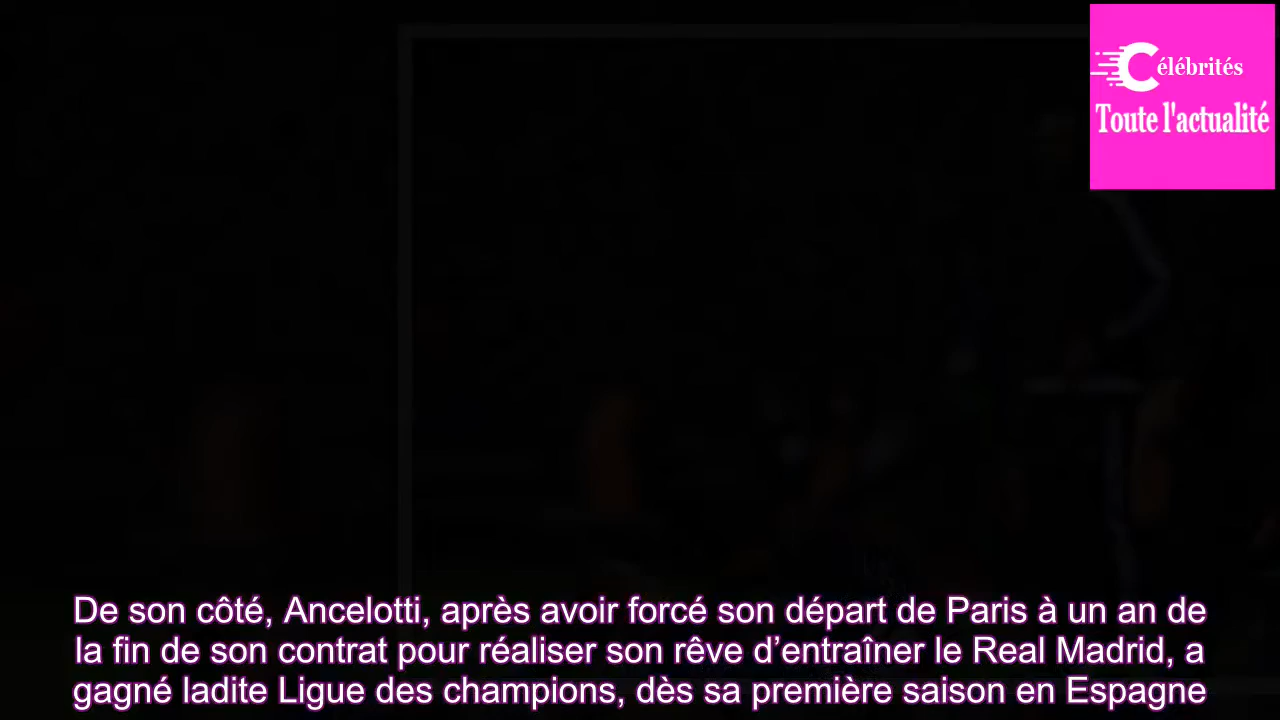 Célébrités
Toute l'actualité
De son côté, Ancelotti, après avoir forcé son départ de Paris à un an de
la fin de son contrat pour réaliser son rêve d’entraîner le Real Madrid, a
gagné ladite Ligue des champions, dès sa première saison en Espagne